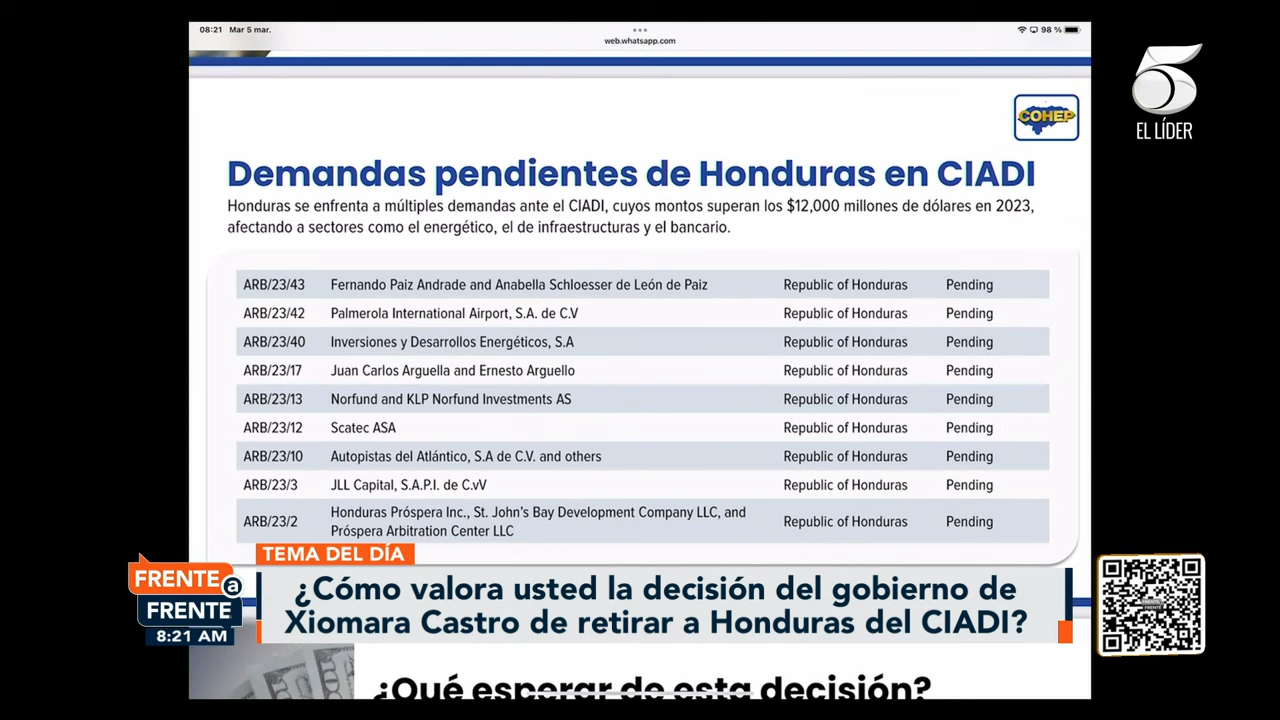 08:21 Mar 5 mar.
web.whatsapp.com
98 %
5
EL LÍDER
COHEP
Demandas pendientes de Honduras en CIADI
Honduras se enfrenta a múltiples demandas ante el CIADI, cuyos montos superan los $12,000 millones de dólares en 2023,
afectando a sectores como el energético, el de infraestructuras y el bancario.
ARB/23/43 Fernando Paiz Andrade and Anabella Schloesser de León de Paiz Republic of Honduras Pending
ARB/23/42 Palmerola International Airport, S.A. de C.V Republic of Honduras Pending
ARB/23/40 Inversiones y Desarrollos Energéticos, S.A Republic of Honduras Pending
ARB/23/17 Juan Carlos Arguella and Ernesto Arguello Republic of Honduras Pending
ARB/23/13 Norfund and KLP Norfund Investments AS Republic of Honduras Pending
ARB/23/12 Scatec ASA Republic of Honduras Pending
ARB/23/10 Autopistas del Atlántico, S.A de C.V. and others Republic of Honduras Pending
ARB/23/3 JLL Capital, S.A.P.I. de C.vV Republic of Honduras Pending
ARB/23/2 Honduras Próspera Inc., St. John's Bay Development Company LLC, and Republic of Honduras Pending
Próspera Arbitration Center LLC
TEMA DEL DÍA
FRENTE a
FRENTE
8:21 AM
¿Cómo valora usted la decisión del gobierno de
Xiomara Castro de retirar a Honduras del CIADI?
¿Qué esperar de esta decisión?